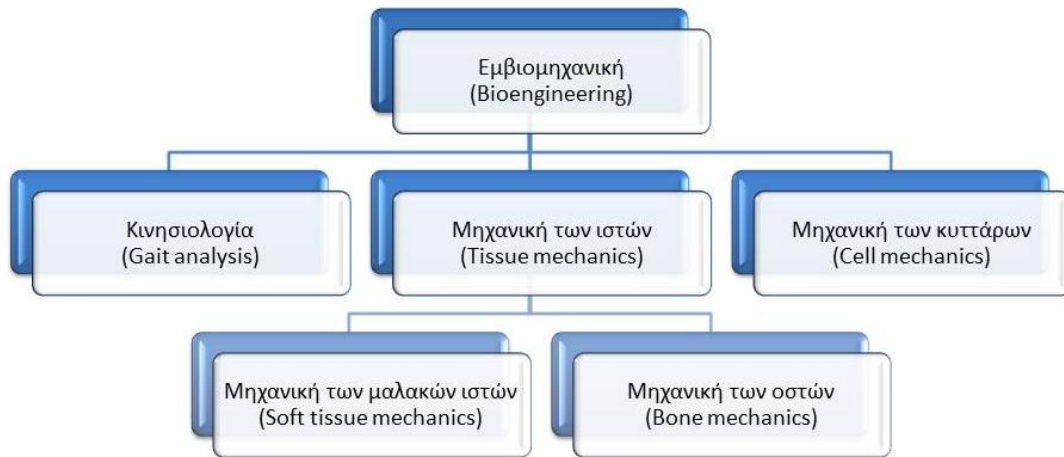 Εμβιομηχανική
(Bioengineering)
Κινησιολογία
(Gait analysis)
Μηχανική των ιστών
(Tissue mechanics)
Μηχανική των κυττάρων
(Cell mechanics)
Μηχανική των μαλακών ιστών
(Soft tissue mechanics)
Μηχανική των οστών
(Bone mechanics)